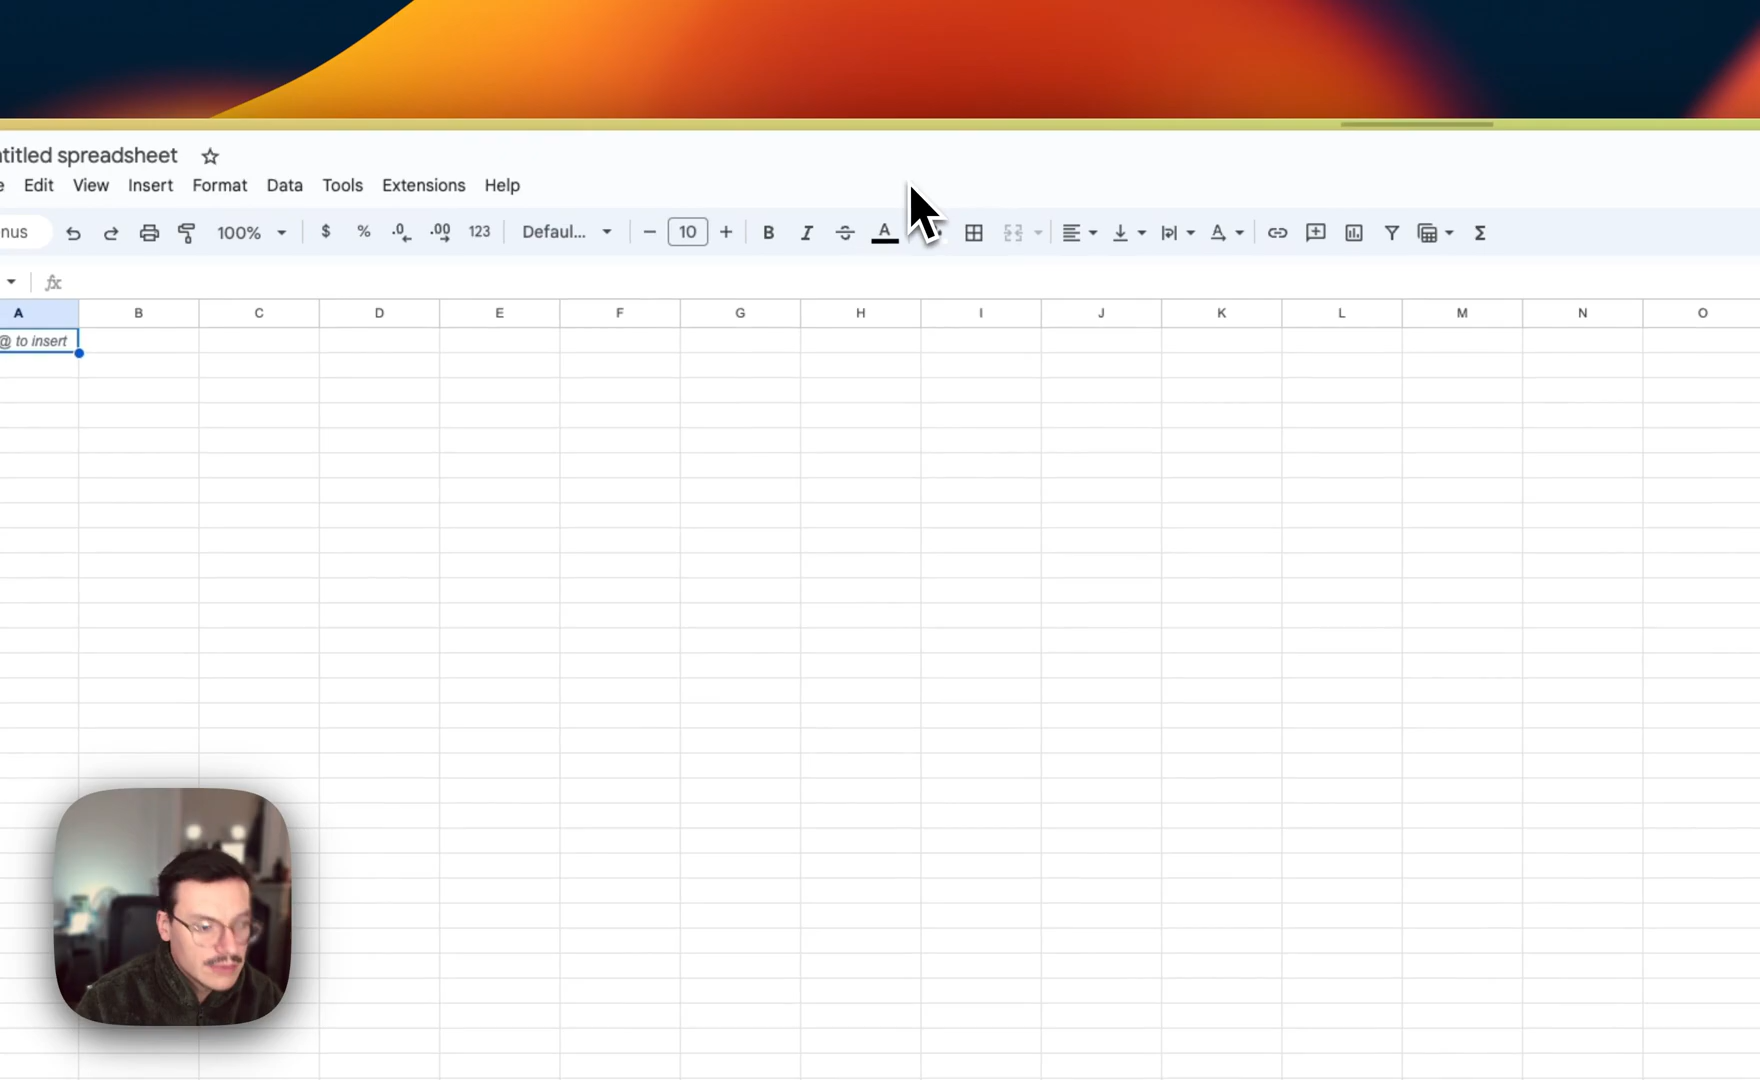 ntitled spreadsheet
e Edit View Insert Format Data Tools Extensions Help
nus 100% $ % .0 .00 123 Defaul... − 10 + B I S A Σ
fx
A B C D E F G H I J K L M N O
@ to insert